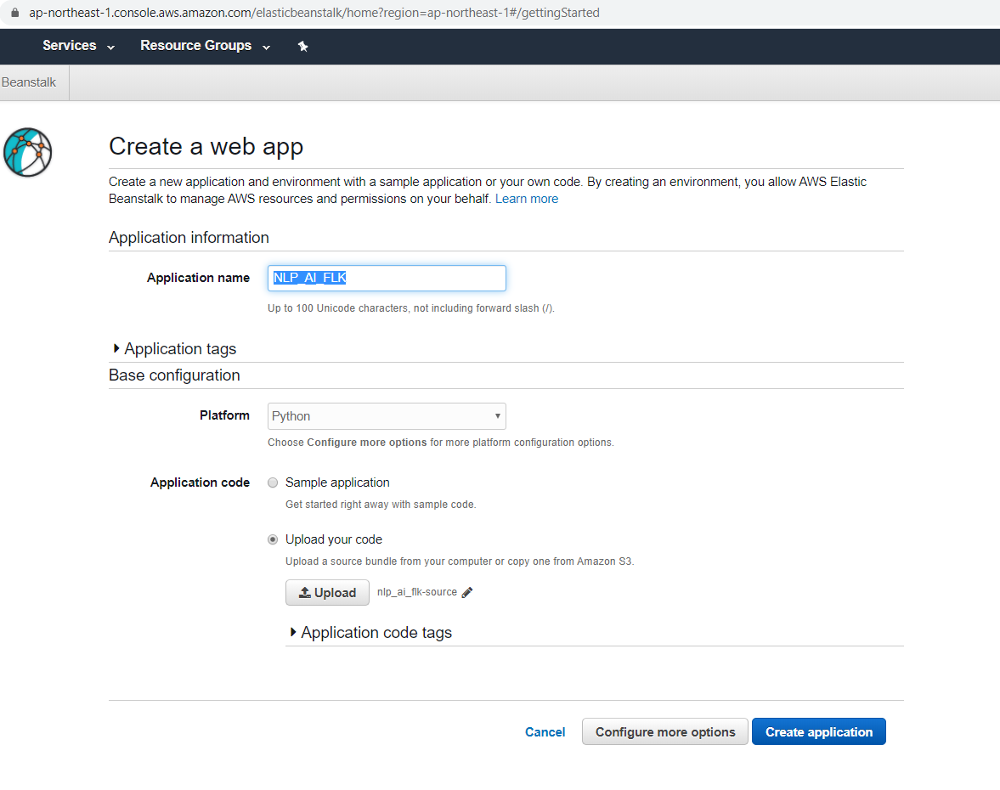 ap-northeast-1.console.aws.amazon.com/elasticbeanstalk/home?region=ap-northeast-1#/gettingStarted
Services Resource Groups
Beanstalk
Create a web app
Create a new application and environment with a sample application or your own code. By creating an environment, you allow AWS Elastic
Beanstalk to manage AWS resources and permissions on your behalf. Learn more
Application information
Application name NLP_AI_FLK
Up to 100 Unicode characters, not including forward slash (/).
Application tags
Base configuration
Platform Python
Choose Configure more options for more platform configuration options.
Application code Sample application
Get started right away with sample code.
Upload your code
Upload a source bundle from your computer or copy one from Amazon S3.
Upload nlp_ai_flk-source
Application code tags
Cancel Configure more options Create application